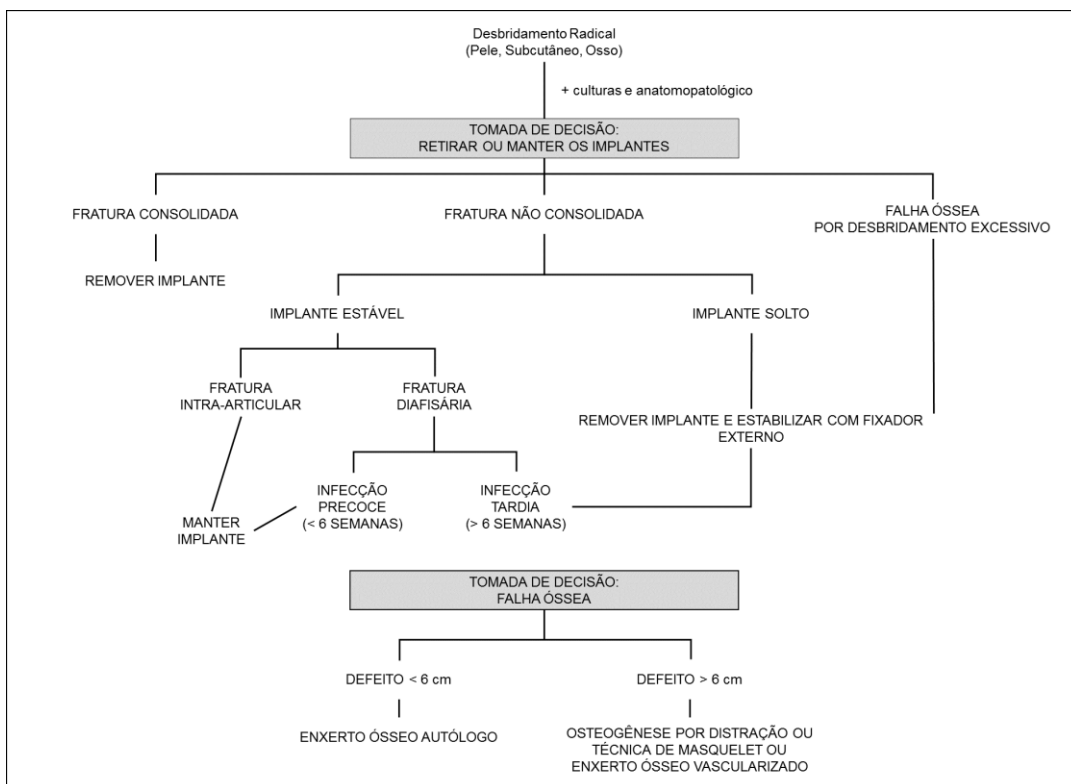 Desbridamento Radical
(Pele, Subcutâneo, Osso)
+ culturas e anatomopatológico
TOMADA DE DECISÃO:
RETIRAR OU MANTER OS IMPLANTES
FRATURA CONSOLIDADA
FRATURA NÃO CONSOLIDADA
FALHA ÓSSEA
POR DESBRIDAMENTO EXCESSIVO
REMOVER IMPLANTE
IMPLANTE ESTÁVEL
IMPLANTE SOLTO
FRATURA
INTRA-ARTICULAR
FRATURA
DIAFISÁRIA
REMOVER IMPLANTE E ESTABILIZAR COM FIXADOR
EXTERNO
INFECÇÃO
PRECOCE
(< 6 SEMANAS)
INFECÇÃO
TARDIA
(> 6 SEMANAS)
MANTER
IMPLANTE
TOMADA DE DECISÃO:
FALHA ÓSSEA
DEFEITO < 6 cm
DEFEITO > 6 cm
ENXERTO ÓSSEO AUTÓLOGO
OSTEOGÊNESE POR DISTRAÇÃO OU
TÉCNICA DE MASQUELET OU
ENXERTO ÓSSEO VASCULARIZADO